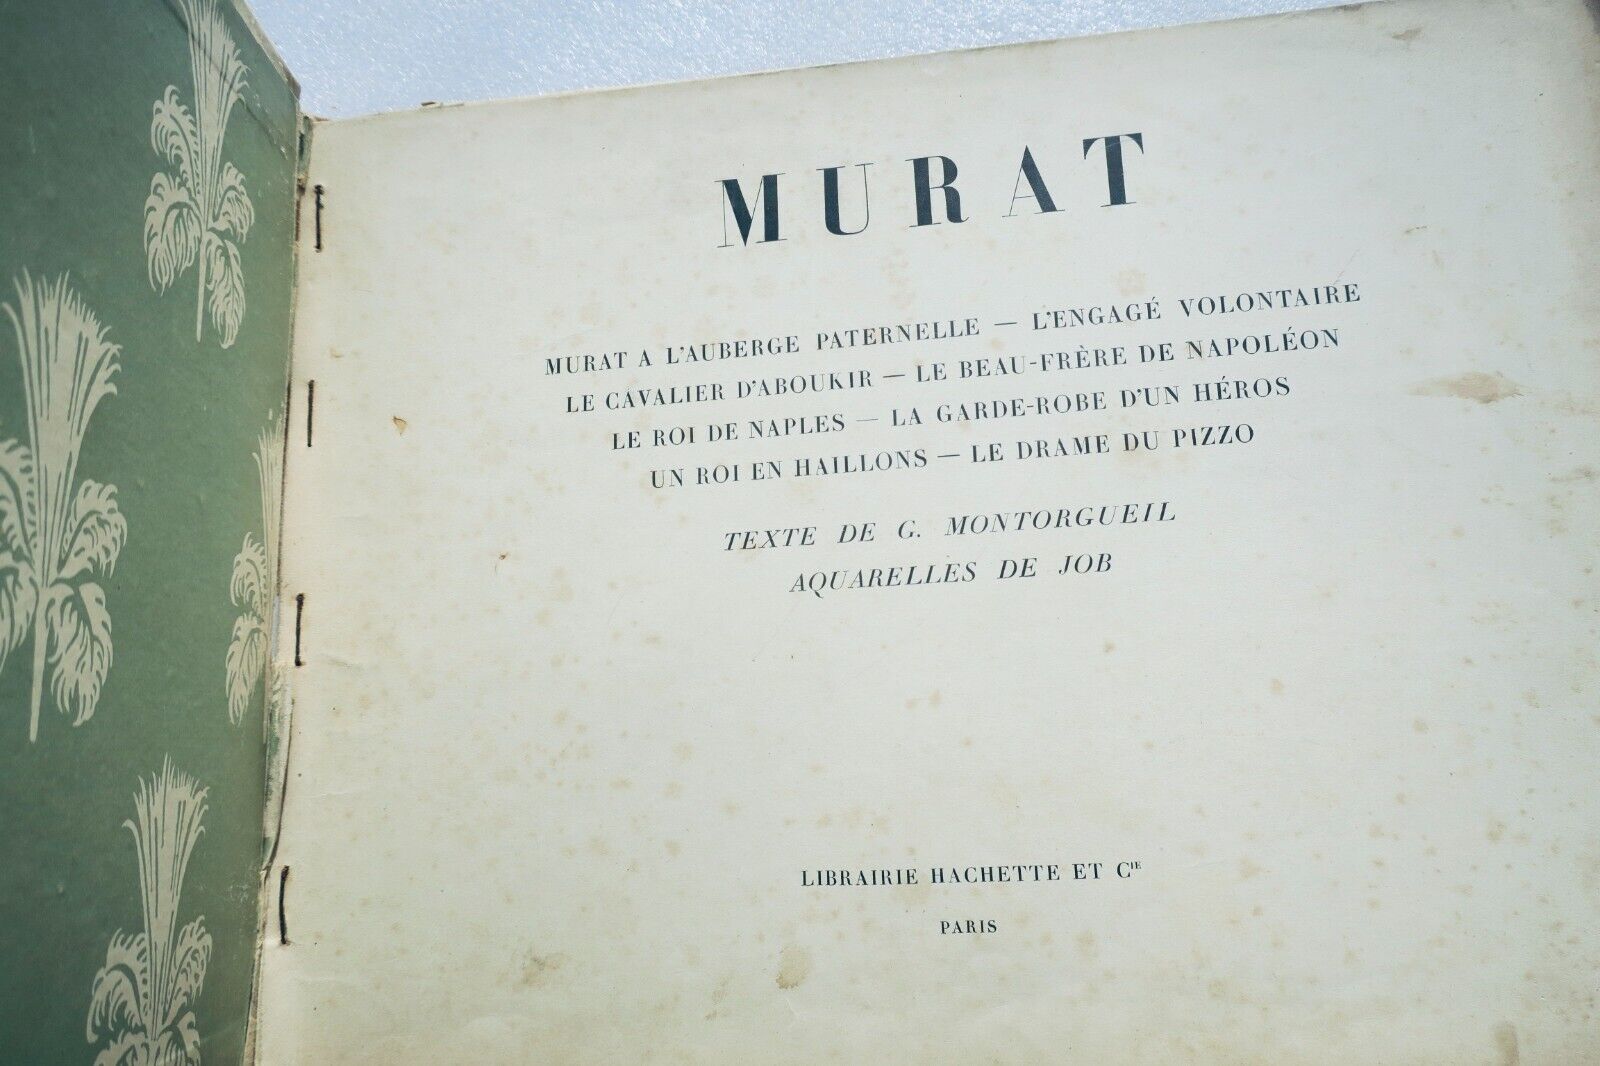 MURAT
MURAT A L'AUBERGE PATERNELLE — L'ENGAGÉ VOLONTAIRE
LE CAVALIER D'ABOUKIR — LE BEAU-FRÈRE DE NAPOLÉON
LE ROI DE NAPLES — LA GARDE-ROBE D'UN HÉROS
UN ROI EN HAILLONS — LE DRAME DU PIZZO
TEXTE DE G. MONTORGUEIL
AQUARELLES DE JOB
LIBRAIRIE HACHETTE ET CIE
PARIS